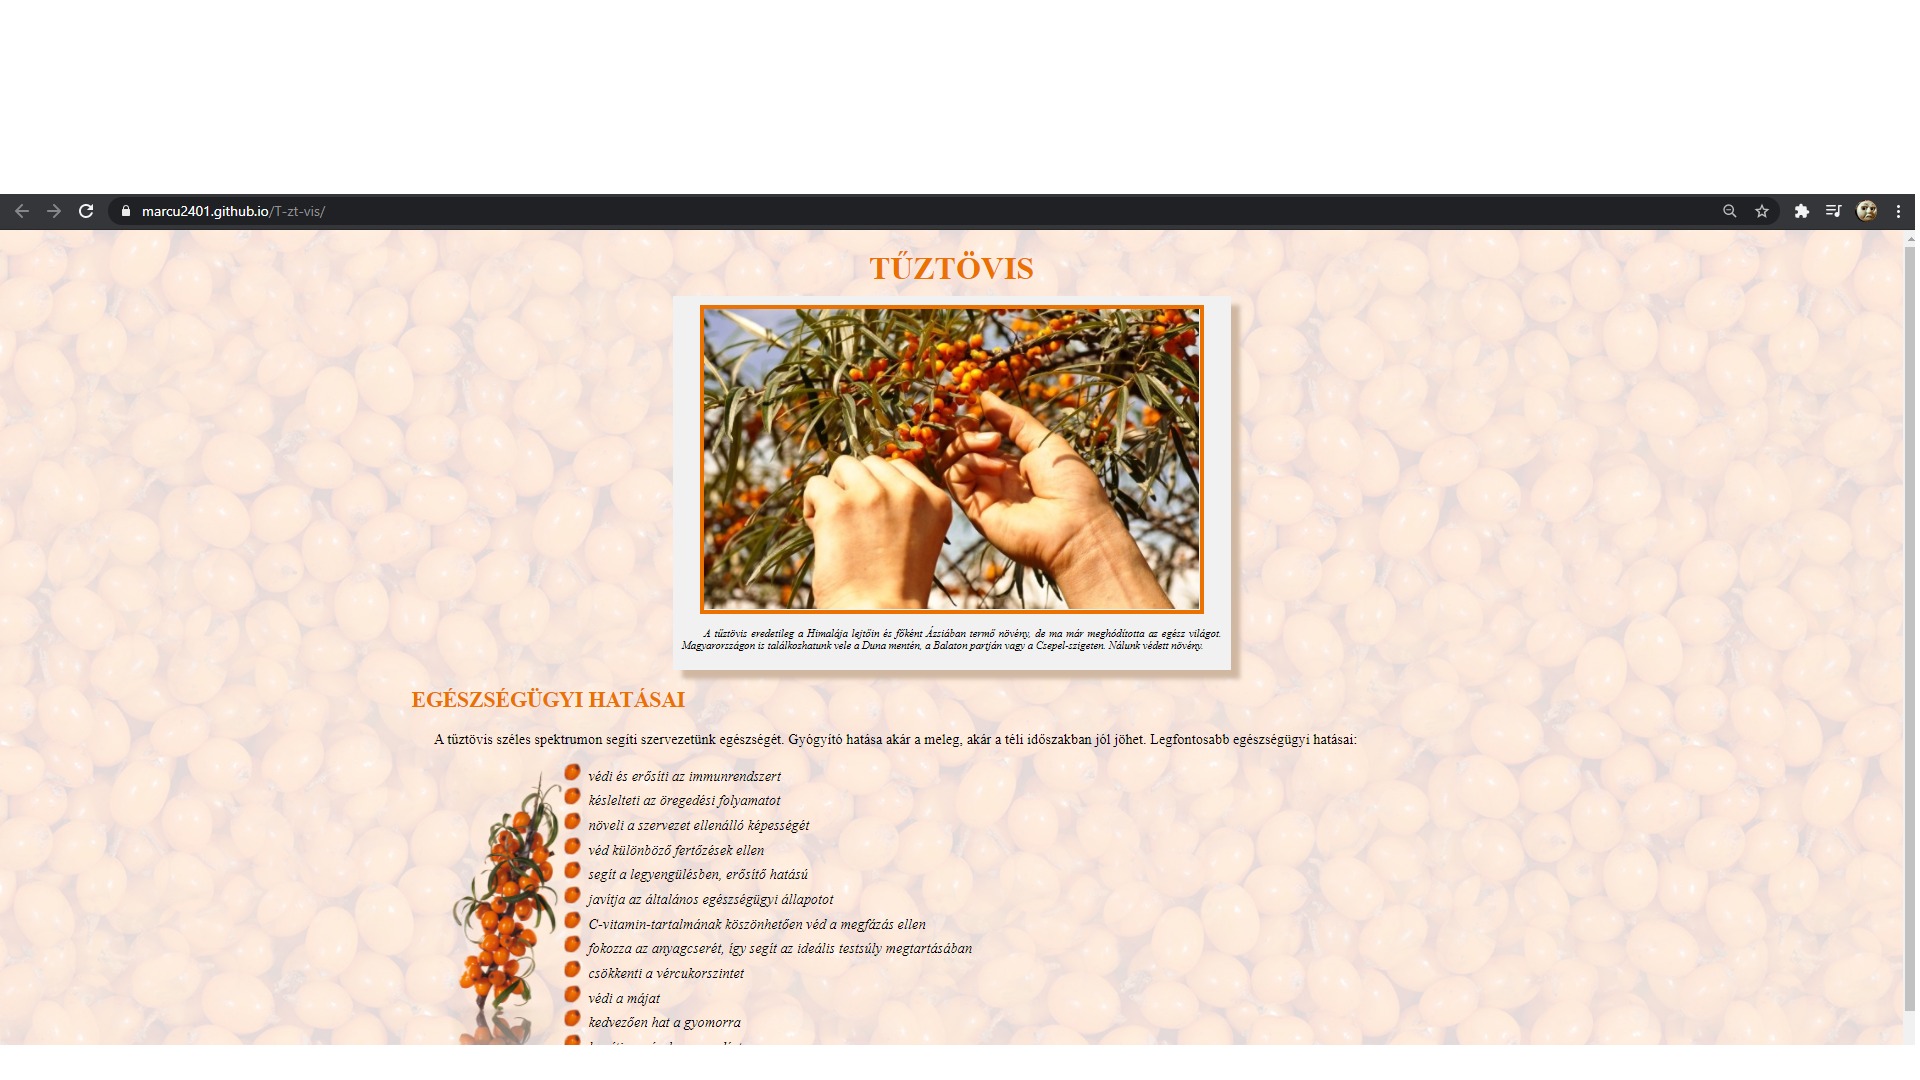 marcu2401.github.io/T-zt-vis/
TŰZTÖVIS
A tűztövis eredetileg a Himalája lejtőin és főként Ázsiában termő növény, de ma már meghódította az egész világot.
Magyarországon is találkozhatunk vele a Duna mentén, a Balaton partján vagy a Csepel-szigeten. Nálunk védett növény.
EGÉSZSÉGÜGYI HATÁSAI
A tűztövis széles spektrumon segíti szervezetünk egészségét. Gyógyító hatása akár a meleg, akár a téli időszakban jól jöhet. Legfontosabb egészségügyi hatásai:
védi és erősíti az immunrendszert
késlelteti az öregedési folyamatot
növeli a szervezet ellenálló képességét
véd különböző fertőzések ellen
segít a legyengülésben, erősítő hatású
javítja az általános egészségügyi állapotot
C-vitamin-tartalmának köszönhetően véd a megfázás ellen
fokozza az anyagcserét, így segít az ideális testsúly megtartásában
csökkenti a vércukorszintet
védi a májat
kedvezően hat a gyomorra